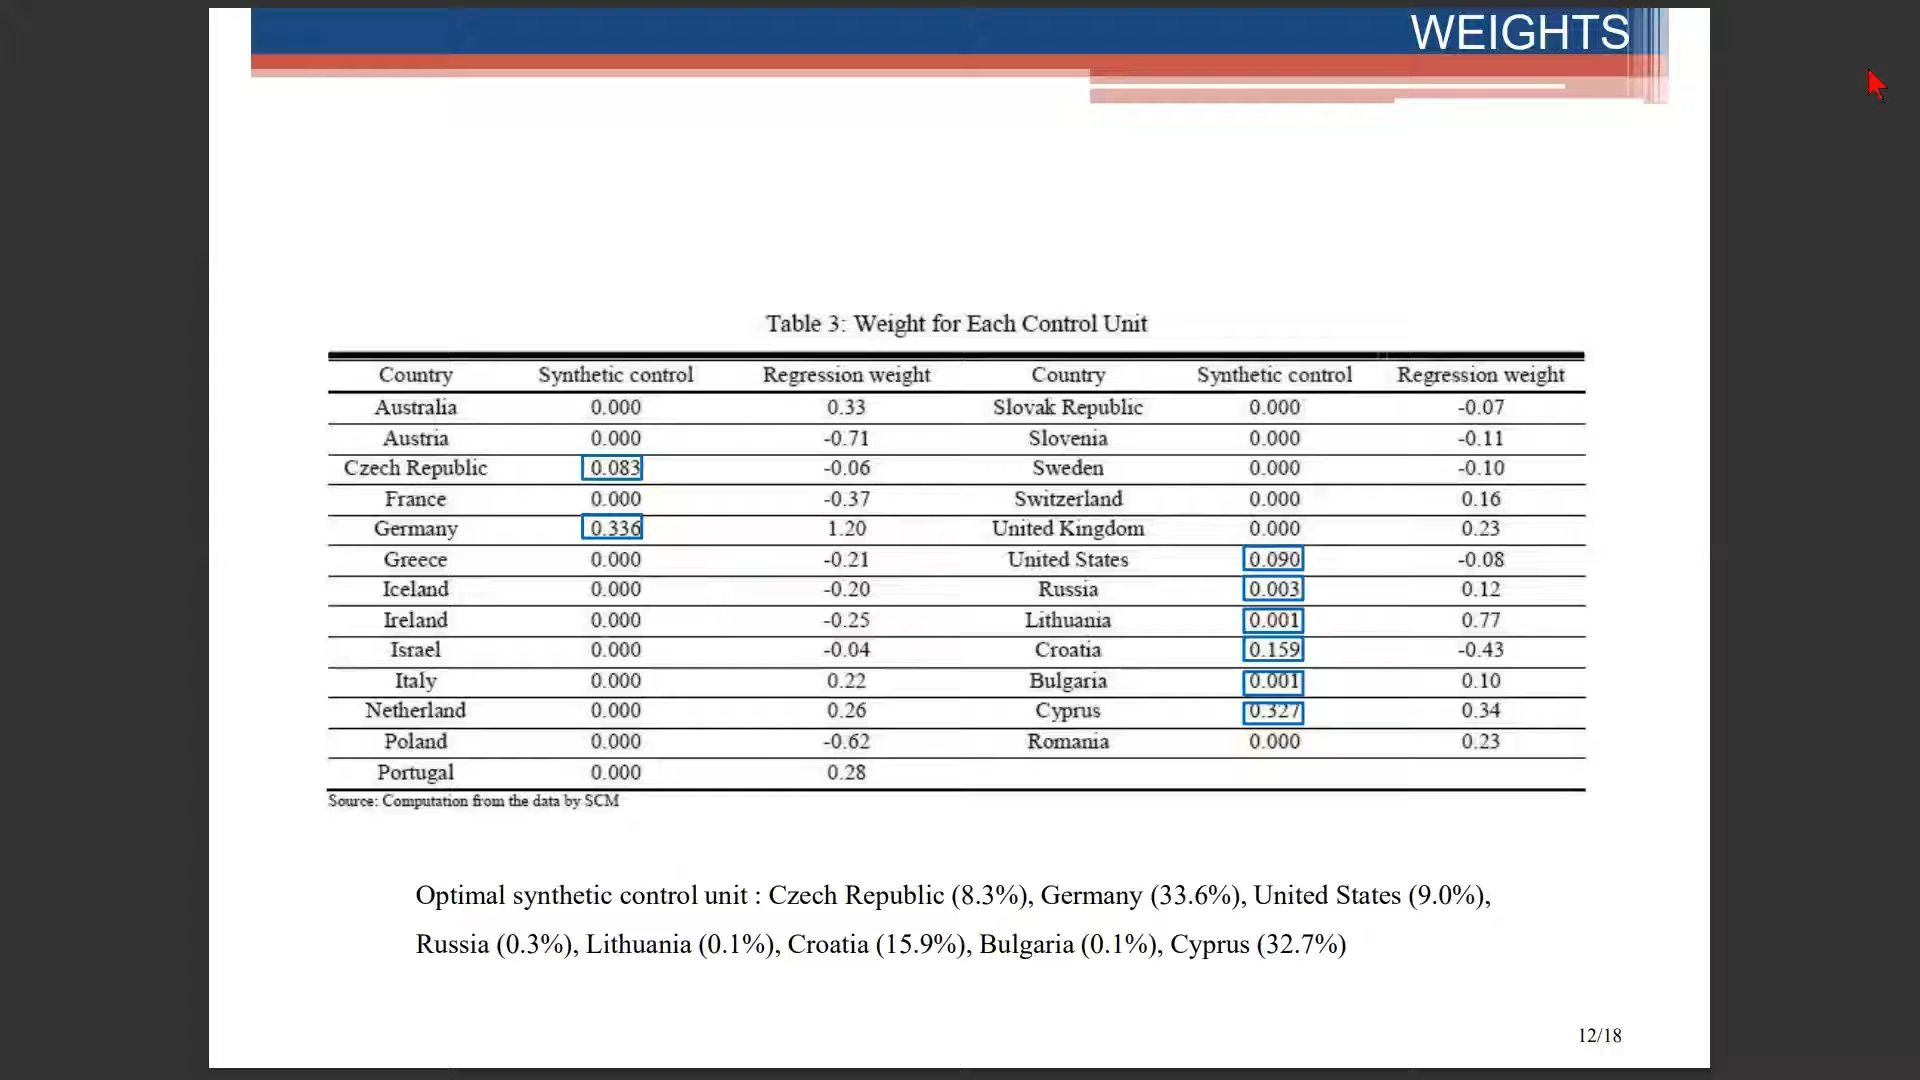 WEIGHTS
Table 3: Weight for Each Control Unit
Country Synthetic control Regression weight Country Synthetic control Regression weight
Australia 0.000 0.33 Slovak Republic 0.000 -0.07
Austria 0.000 -0.71 Slovenia 0.000 -0.11
Czech Republic 0.083 -0.06 Sweden 0.000 -0.10
France 0.000 -0.37 Switzerland 0.000 0.16
Germany 0.336 1.20 United Kingdom 0.000 0.23
Greece 0.000 -0.21 United States 0.090 -0.08
Iceland 0.000 -0.20 Russia 0.003 0.12
Ireland 0.000 -0.25 Lithuania 0.001 0.77
Israel 0.000 -0.04 Croatia 0.159 -0.43
Italy 0.000 0.22 Bulgaria 0.001 0.10
Netherland 0.000 0.26 Cyprus 0.327 0.34
Poland 0.000 -0.62 Romania 0.000 0.23
Portugal 0.000 0.28
Source: Computation from the data by SCM
Optimal synthetic control unit : Czech Republic (8.3%), Germany (33.6%), United States (9.0%),
Russia (0.3%), Lithuania (0.1%), Croatia (15.9%), Bulgaria (0.1%), Cyprus (32.7%)
12/18